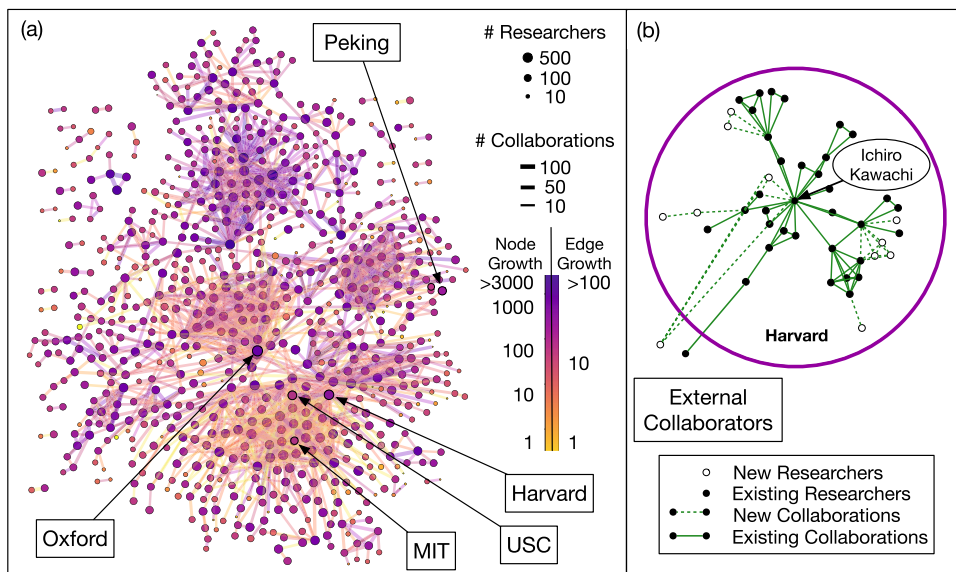 (a)
Peking
# Researchers
500
100
10
# Collaborations
100
50
10
Node
Growth
Edge
Growth
>3000
1000
100
10
1
>100
10
1
Oxford
MIT
USC
Harvard
(b)
Ichiro
Kawachi
Harvard
External
Collaborators
New Researchers
Existing Researchers
New Collaborations
Existing Collaborations